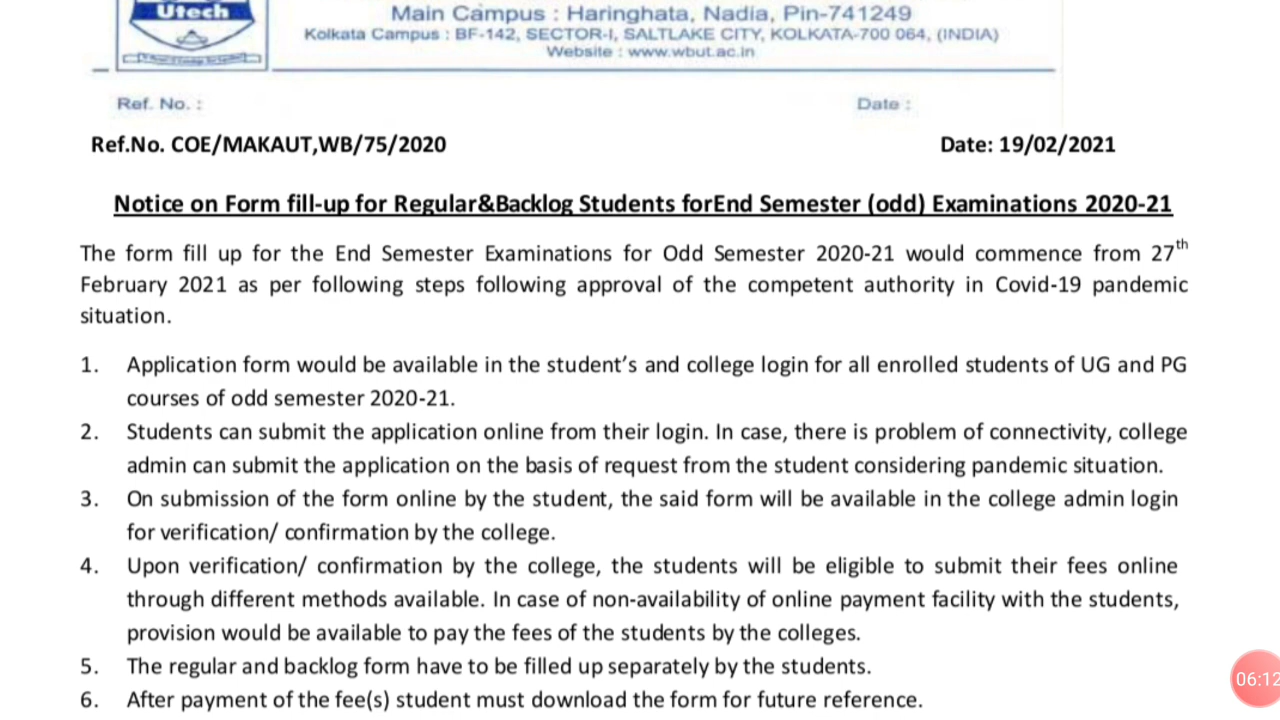 Utech
Main Campus : Haringhata, Nadia, Pin-741249
Kolkata Campus : BF-142, SECTOR-I, SALTLAKE CITY, KOLKATA-700 064, (INDIA)
Website : www.wbut.ac.in
Ref. No. :
Date :
Ref.No. COE/MAKAUT,WB/75/2020
Date: 19/02/2021
Notice on Form fill-up for Regular&Backlog Students forEnd Semester (odd) Examinations 2020-21
The form fill up for the End Semester Examinations for Odd Semester 2020-21 would commence from 27th
February 2021 as per following steps following approval of the competent authority in Covid-19 pandemic
situation.
1. Application form would be available in the student's and college login for all enrolled students of UG and PG
courses of odd semester 2020-21.
2. Students can submit the application online from their login. In case, there is problem of connectivity, college
admin can submit the application on the basis of request from the student considering pandemic situation.
3. On submission of the form online by the student, the said form will be available in the college admin login
for verification/ confirmation by the college.
4. Upon verification/ confirmation by the college, the students will be eligible to submit their fees online
through different methods available. In case of non-availability of online payment facility with the students,
provision would be available to pay the fees of the students by the colleges.
5. The regular and backlog form have to be filled up separately by the students.
6. After payment of the fee(s) student must download the form for future reference.
06:12